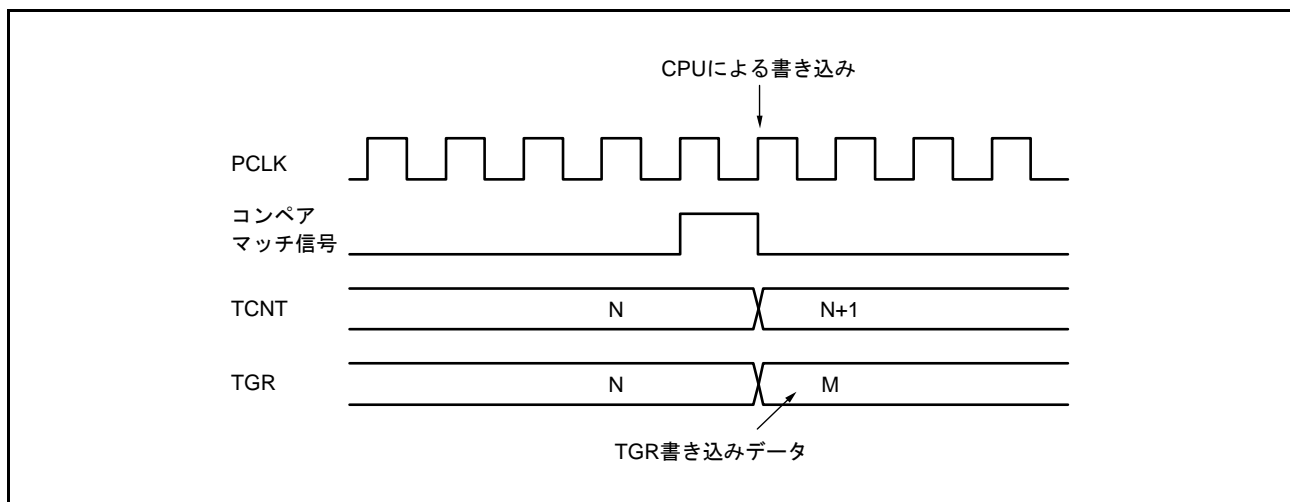 CPUによる書き込み
PCLK
コンペア
マッチ信号
TCNT N N+1
TGR N M
TGR書き込みデータ